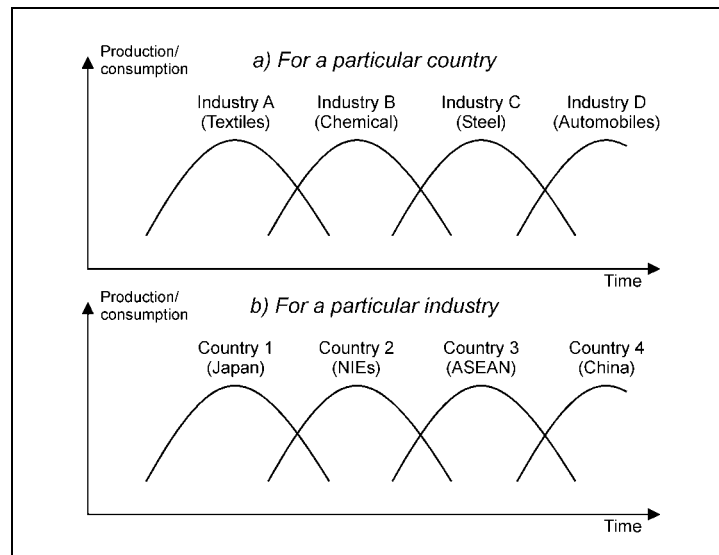 Production/
consumption
a) For a particular country
Industry A
(Textiles)
Industry B
(Chemical)
Industry C
(Steel)
Industry D
(Automobiles)
Time
Production/
consumption
b) For a particular industry
Country 1
(Japan)
Country 2
(NIEs)
Country 3
(ASEAN)
Country 4
(China)
Time